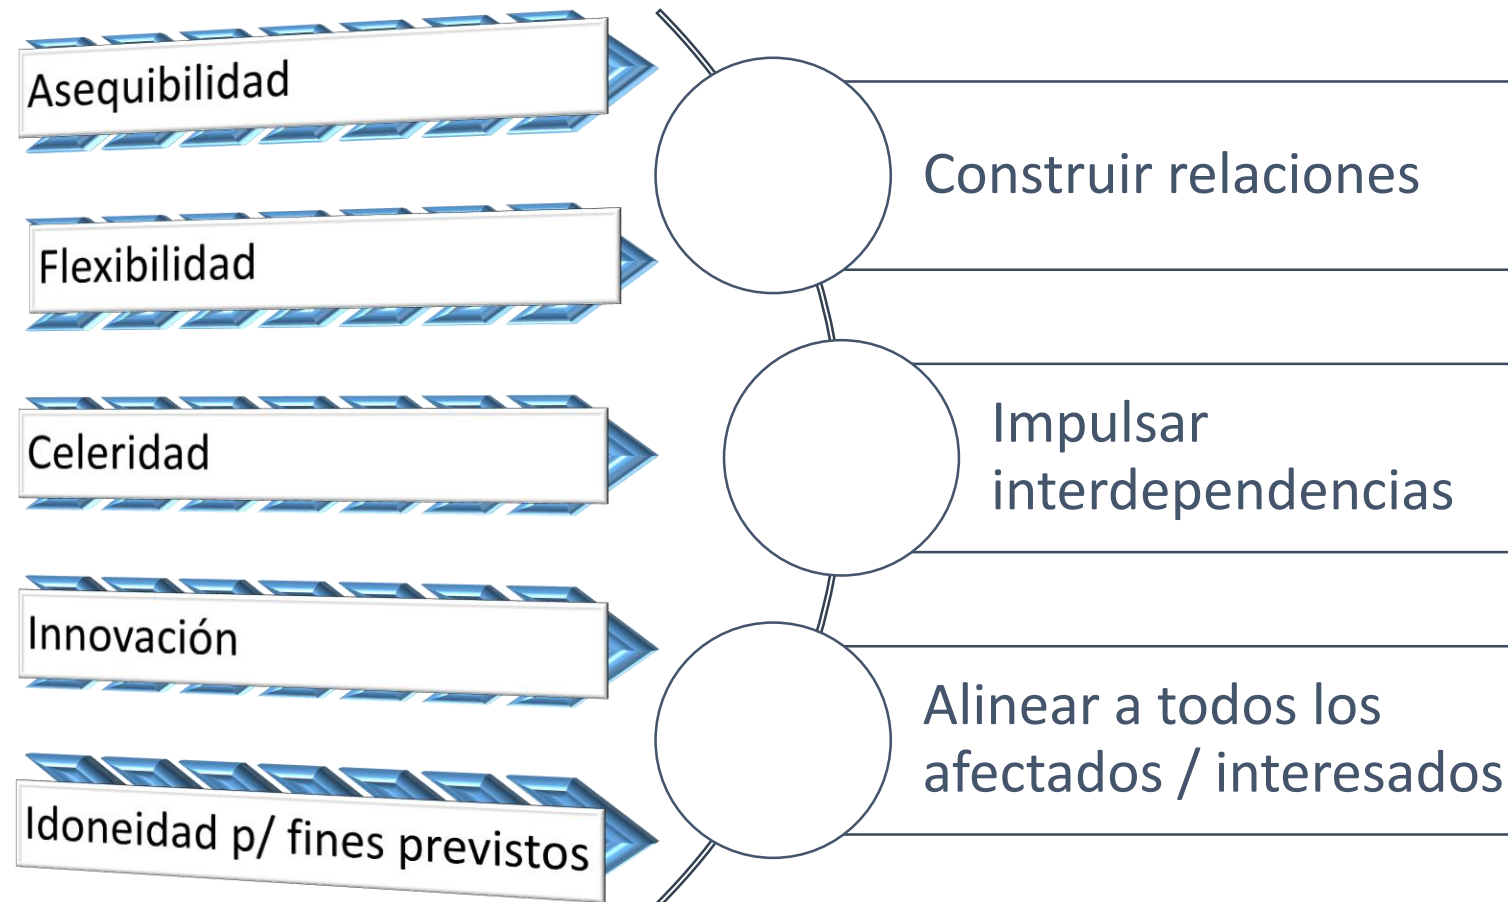 Asequibilidad
Flexibilidad
Celeridad
Innovación
Idoneidad p/ fines previstos
Construir relaciones
Impulsar
interdependencias
Alinear a todos los
afectados / interesados